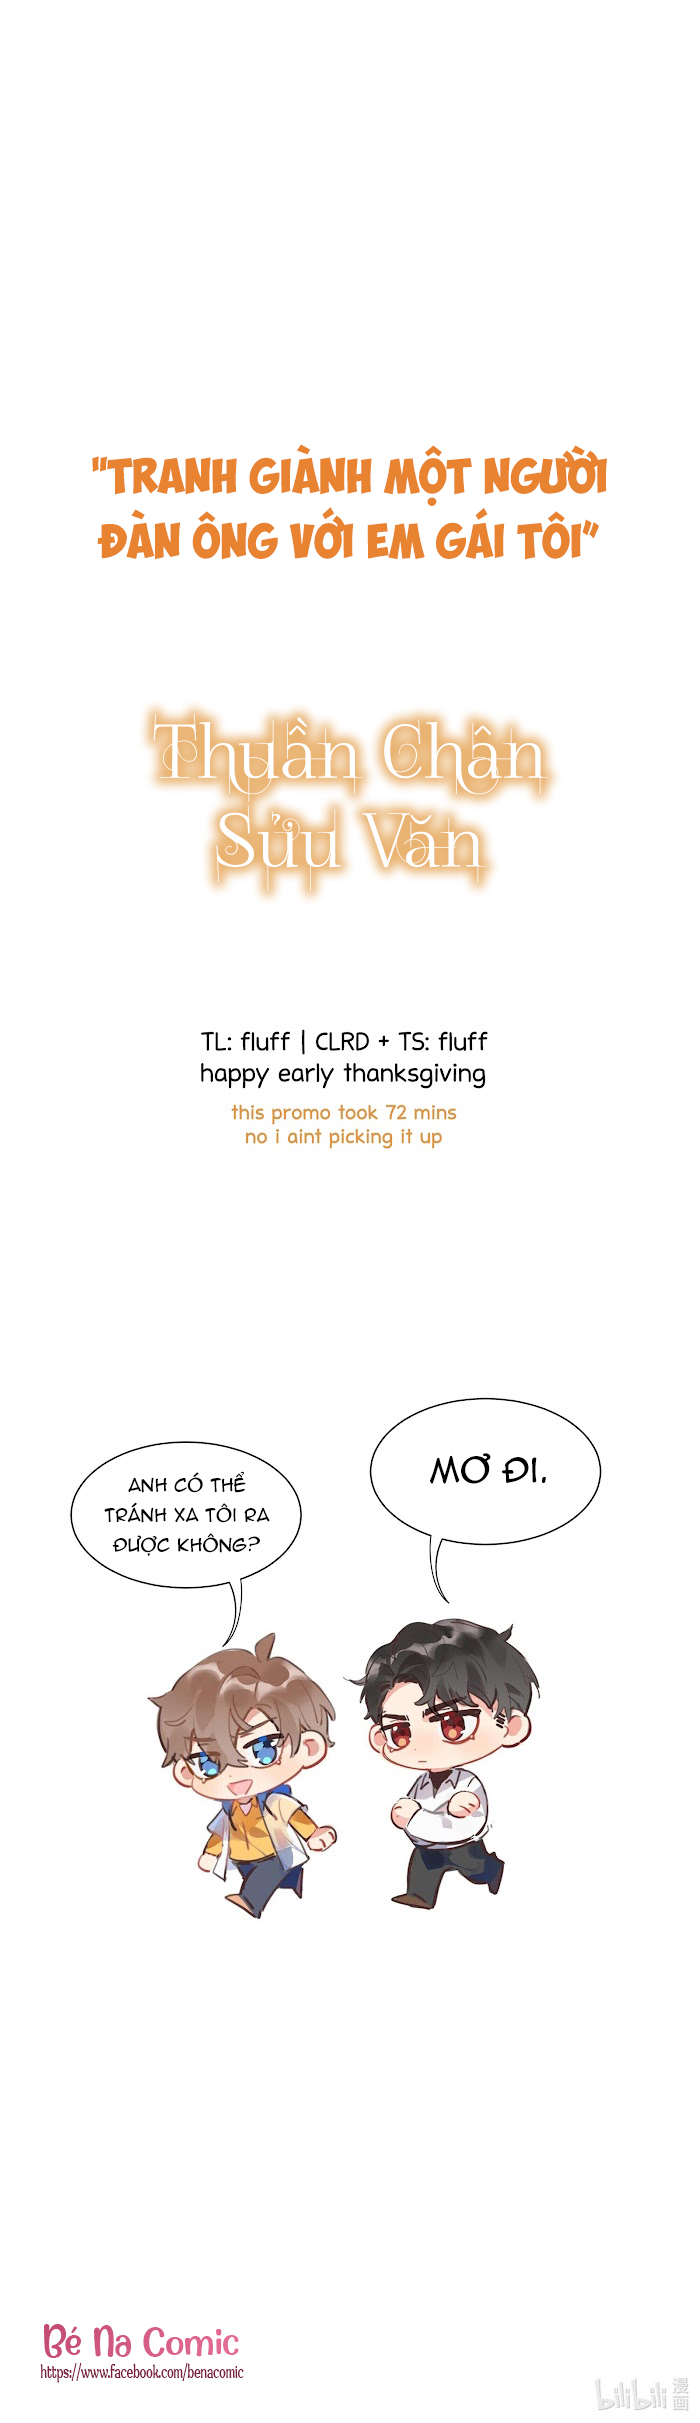 "TRANH GIÀNH MỘT NGƯỜI
ĐÀN ÔNG VỚI EM GÁI TÔI"
Thuần Chân
Sửu Văn
TL: fluff | CLRD + TS: fluff
happy early thanksgiving
this promo took 72 mins
no i aint picking it up
MƠ ĐI.
ANH CÓ THỂ
TRÁNH XA TÔI RA
ĐƯỢC KHÔNG?
Bé Na Comic
https://www.facebook.com/benacomic
bilibili 漫画